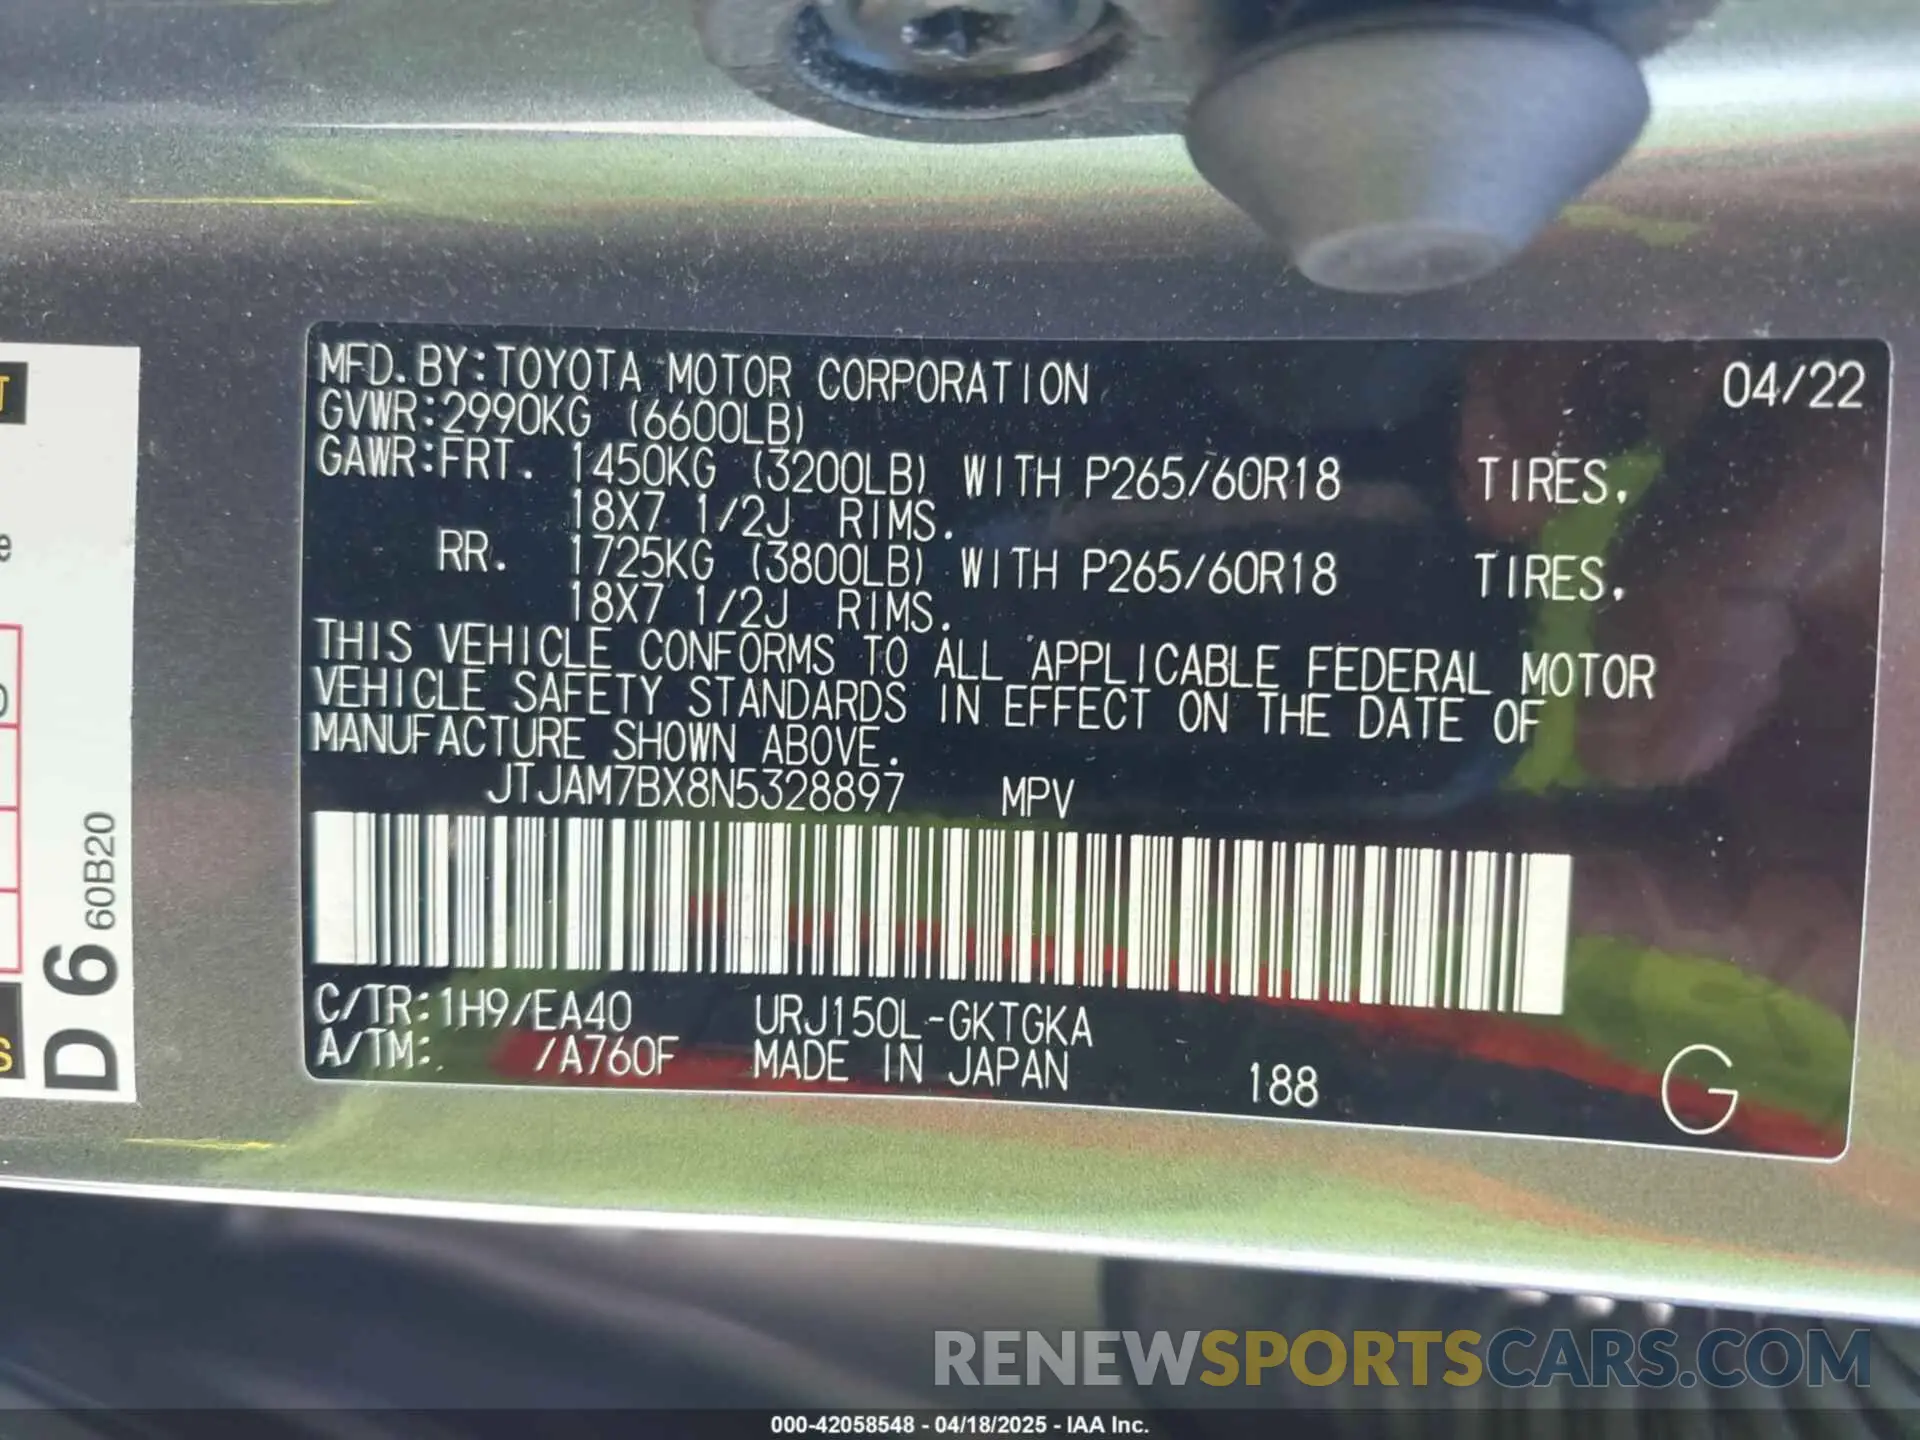 MFD.BY:TOYOTA MOTOR CORPORATION 04/22
GVWR:2990KG (6600LB)
GAWR:FRT. 1450KG (3200LB) WITH P265/60R18 TIRES.
18X7 1/2J RIMS.
RR. 1725KG (3800LB) WITH P265/60R18 TIRES.
18X7 1/2J RIMS.
THIS VEHICLE CONFORMS TO ALL APPLICABLE FEDERAL MOTOR
VEHICLE SAFETY STANDARDS IN EFFECT ON THE DATE OF
MANUFACTURE SHOWN ABOVE.
JTJAM7BX8N5328897 MPV
C/TR:1H9/EA40 URJ150L-GKTGKA
A/TM: /A760F MADE IN JAPAN 188 G
D 6 60B20
RENEWSPORTSCARS.COM
000-42058548 - 04/18/2025 - IAA Inc.